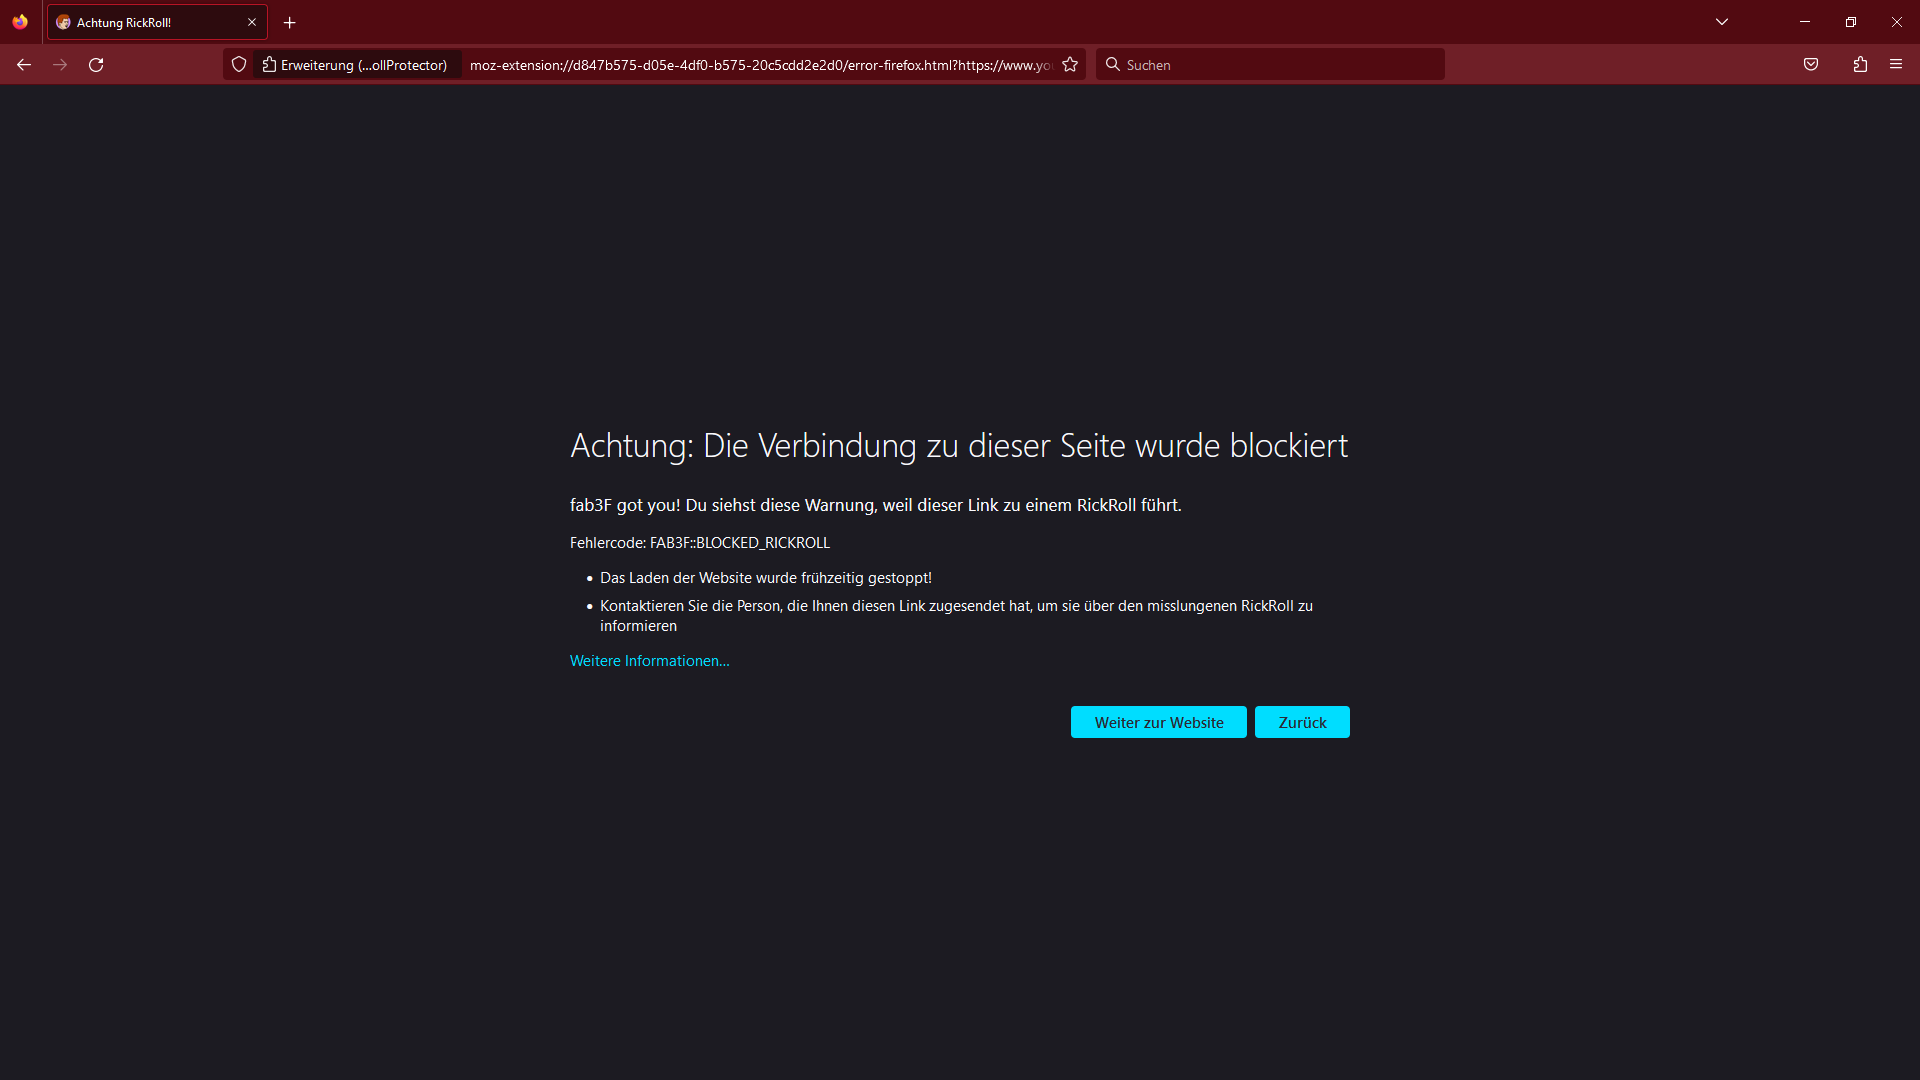 Achtung RickRoll!
Erweiterung (...ollProtector)
moz-extension://d847b575-d05e-4df0-b575-20c5cdd2e2d0/error-firefox.html?https://www.yo
Suchen
Achtung: Die Verbindung zu dieser Seite wurde blockiert
fab3F got you! Du siehst diese Warnung, weil dieser Link zu einem RickRoll führt.
Fehlercode: FAB3F::BLOCKED_RICKROLL
Das Laden der Website wurde frühzeitig gestoppt!
Kontaktieren Sie die Person, die Ihnen diesen Link zugesendet hat, um sie über den misslungenen RickRoll zu
informieren
Weitere Informationen...
Weiter zur Website
Zurück